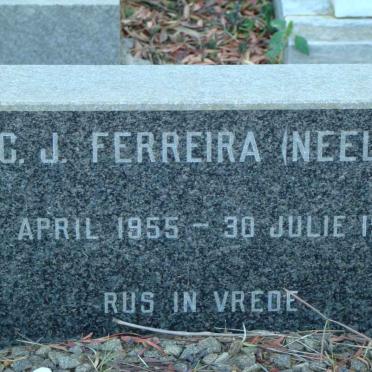 C. J. FERREIRA (NEEL
APRIL 1955 – 30 JULIE 1
RUS IN VREDE